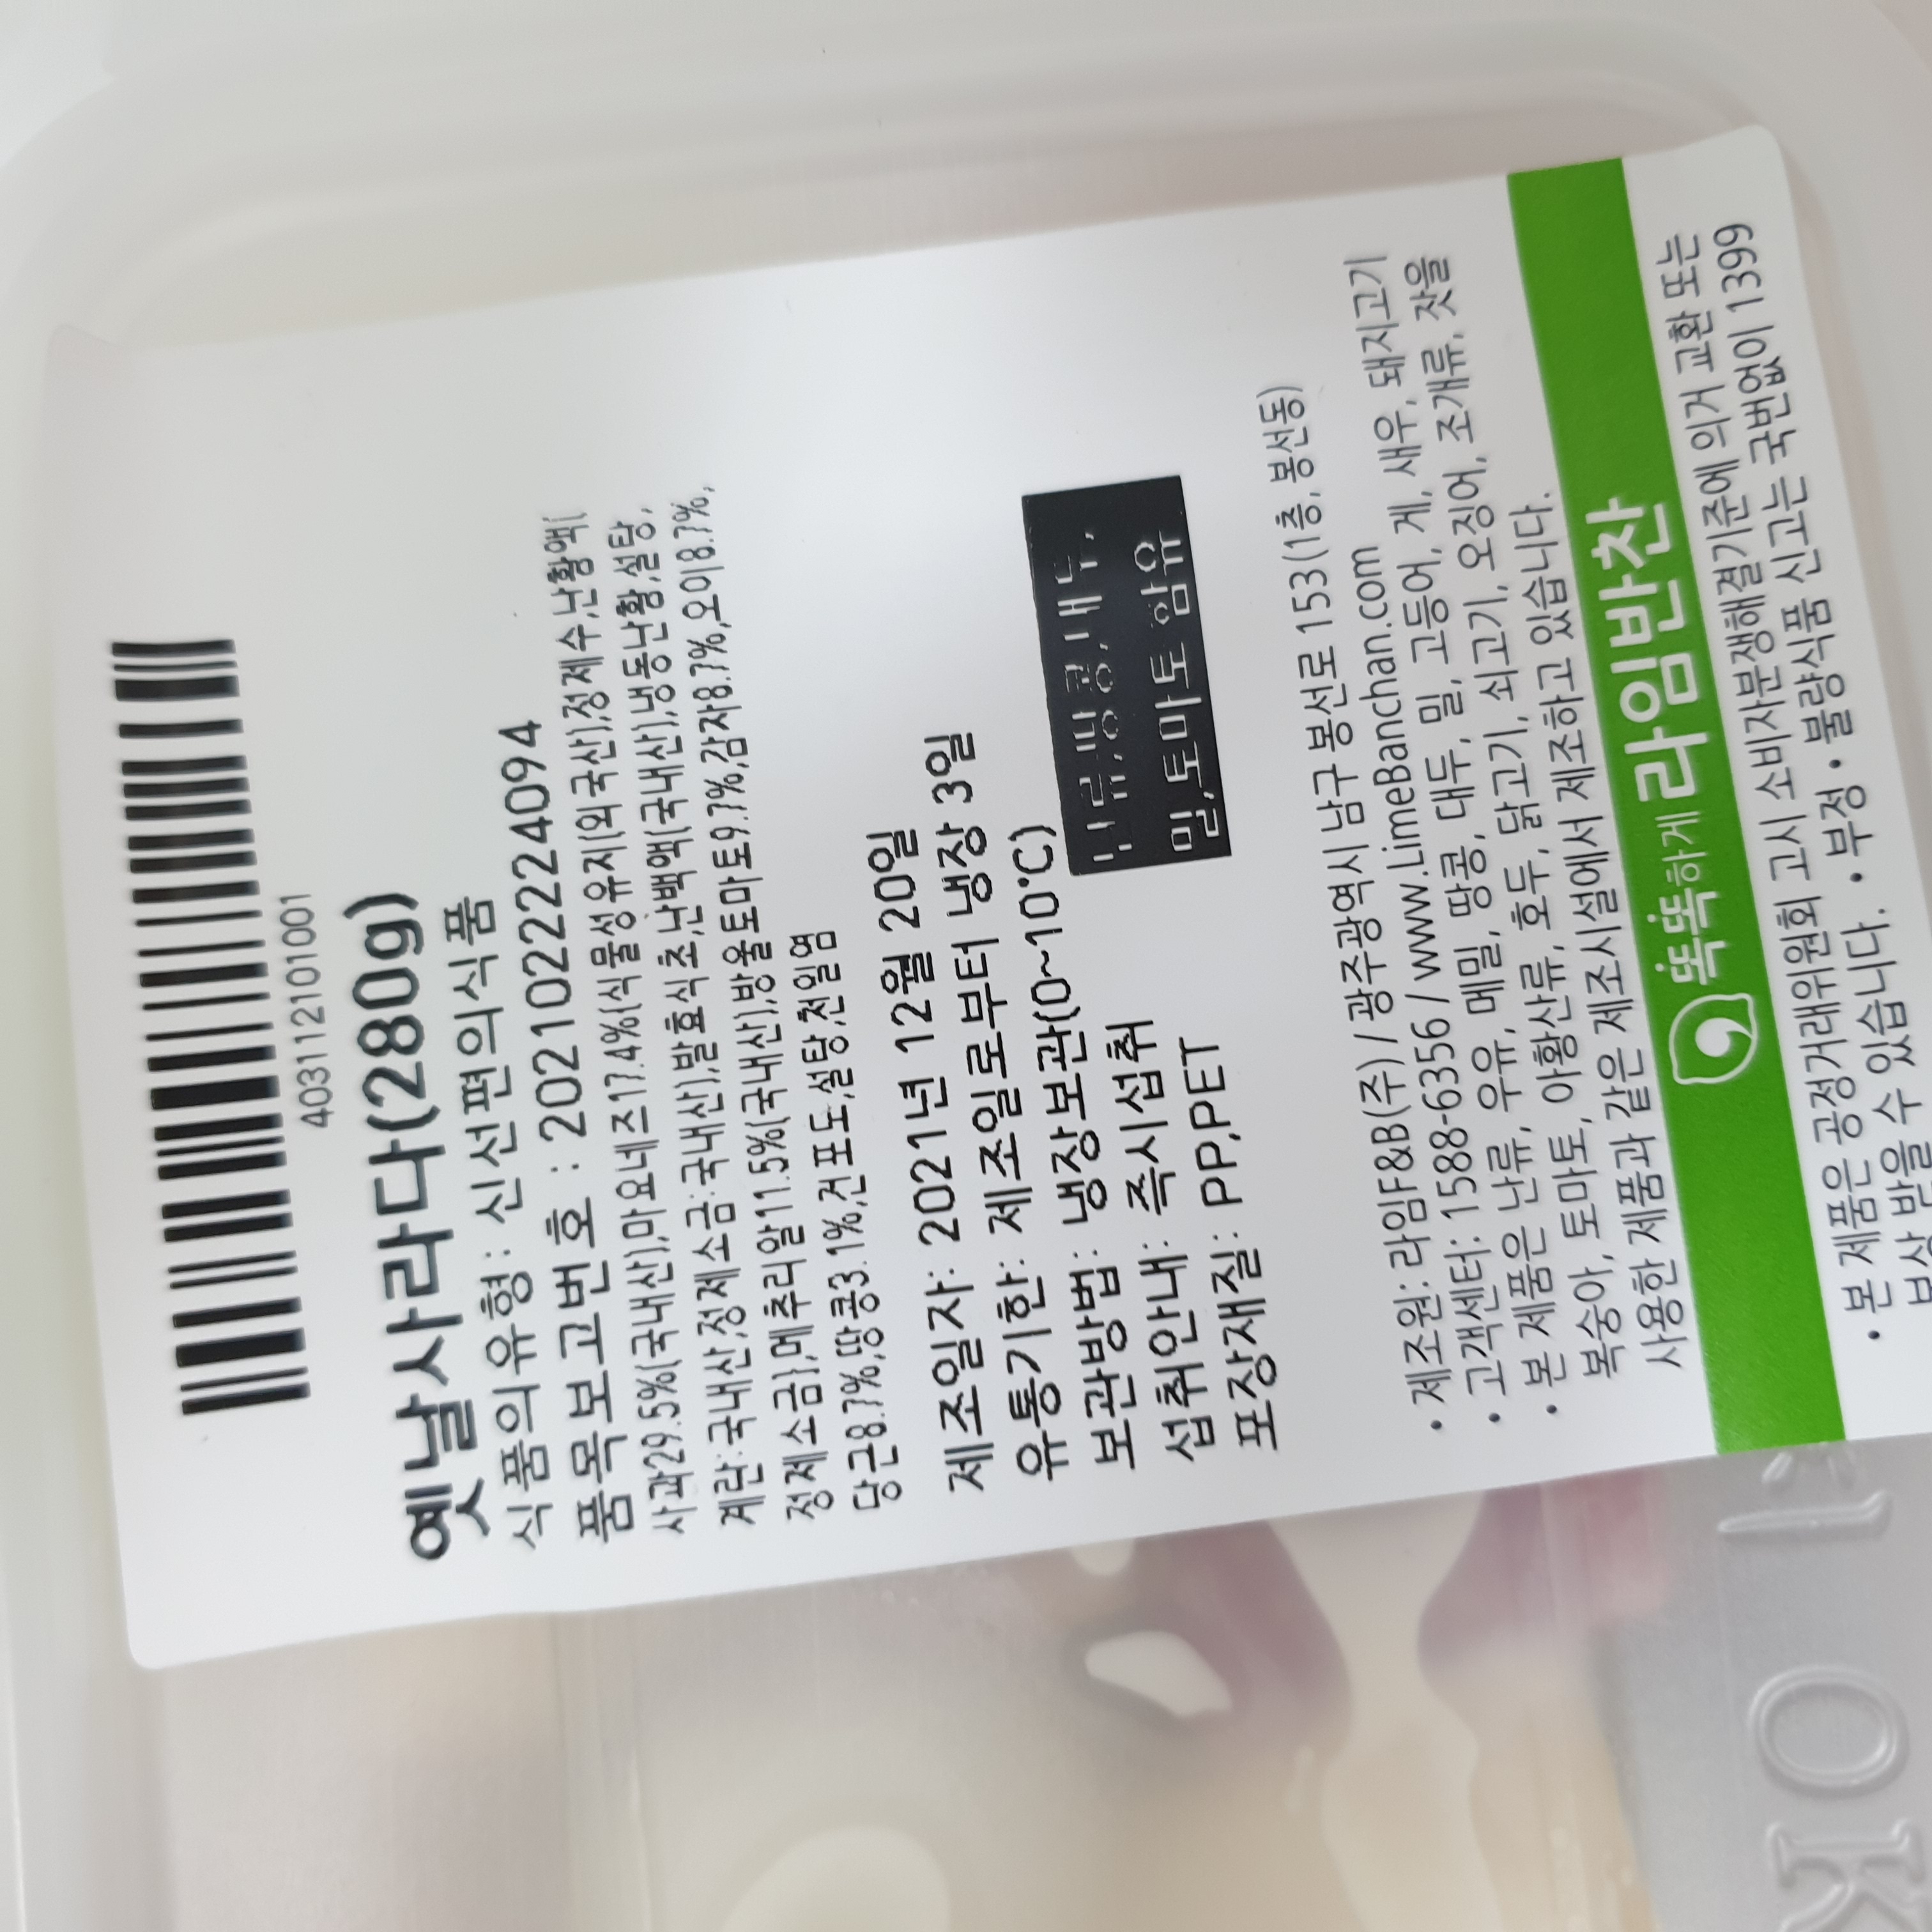 403112101001
옛날사라다(280g)
식품의유형: 신선편의식품
품목보고번호 : 20210222224094
사과29.5%(국내산),마요네즈17.4%(식물성유지(외국산),정제수,난황액(
계란:국내산,정제소금:국내산),발효식초,난백액(국내산),냉동난황,설탕,
정제소금},메추리알11.5%(국내산),방울토마토9.7%,감자8.7%,오이8.7%,
당근8.7%,땅콩3.1%,건포도,설탕,천일염
제조일자: 2021년 12월 20일
유통기한: 제조일로부터 냉장 3일
보관방법: 냉장보관(0~10℃)
섭취안내: 즉시섭취
포장재질: PP,PET
난류,땅콩,대두,
밀,토마토 함유
• 제조원: 라임F&B(주) / 광주광역시 남구 봉선로 153(1층, 봉선동)
• 고객센터: 1588-6356 / www.LimeBanchan.com
• 본 제품은 난류, 우유, 메밀, 땅콩, 대두, 밀, 고등어, 게, 새우, 돼지고기
복숭아, 토마토, 아황산류, 호두, 닭고기, 쇠고기, 오징어, 조개류, 잣을
사용한 제품과 같은 제조시설에서 제조하고 있습니다.
똑똑하게 라임반찬
• 본 제품은 공정거래위원회 고시 소비자분쟁해결기준에 의거 교환 또는
보상 받을 수 있습니다. • 부정 • 불량식품 신고는 국번없이 1399
OK